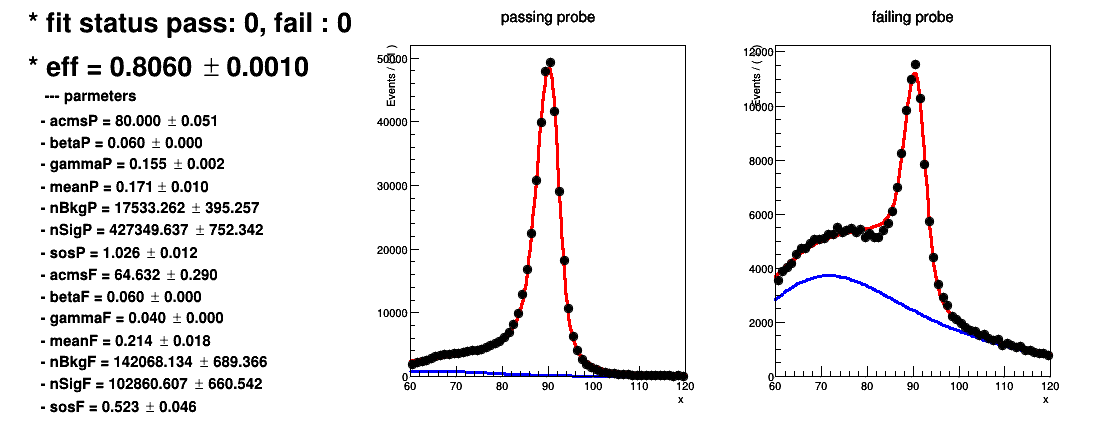 * fit status pass: 0, fail : 0
* eff = 0.8060 ± 0.0010
--- parmeters
- acmsP = 80.000 ± 0.051
- betaP = 0.060 ± 0.000
- gammaP = 0.155 ± 0.002
- meanP = 0.171 ± 0.010
- nBkgP = 17533.262 ± 395.257
- nSigP = 427349.637 ± 752.342
- sosP = 1.026 ± 0.012
- acmsF = 64.632 ± 0.290
- betaF = 0.060 ± 0.000
- gammaF = 0.040 ± 0.000
- meanF = 0.214 ± 0.018
- nBkgF = 142068.134 ± 689.366
- nSigF = 102860.607 ± 660.542
- sosF = 0.523 ± 0.046
passing probe
Events / ( )
50000
40000
30000
20000
10000
0
60 70 80 90 100 110 120
x
failing probe
Events / ( )
12000
10000
8000
6000
4000
2000
0
60 70 80 90 100 110 120
x